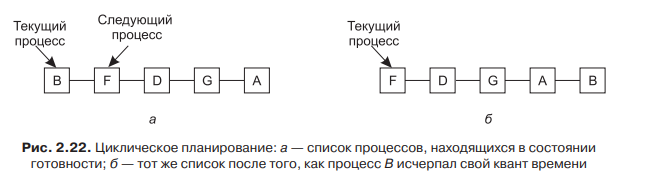 Текущий
процесс
Следующий
процесс
B F D G A
а
Текущий
процесс
F D G A B
б
Рис. 2.22. Циклическое планирование: а — список процессов, находящихся в состоянии
готовности; б — тот же список после того, как процесс B исчерпал свой квант времени